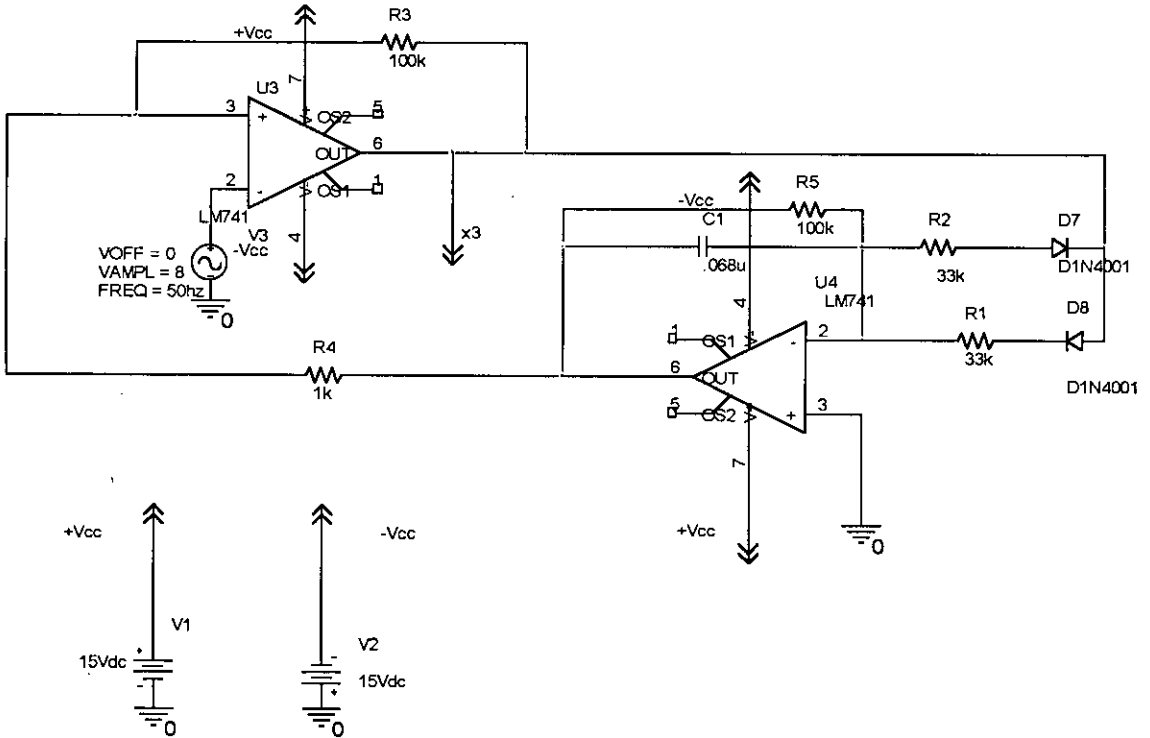 +Vcc
R3
100k
7
U3
3
+
5
OS2
V+
OUT
6
2
-
V-
OS1
1
LM741
V3
-Vcc
4
VOFF = 0
VAMPL = 8
FREQ = 50hz
0
x3
-Vcc
R5
100k
C1
.068u
R2
33k
D7
D1N4001
U4
LM741
4
1
OS1
V-
2
-
R1
33k
D8
D1N4001
6
OUT
5
OS2
V+
3
+
7
R4
1k
+Vcc
0
+Vcc
-Vcc
V1
+
15Vdc
-
0
V2
-
15Vdc
+
0